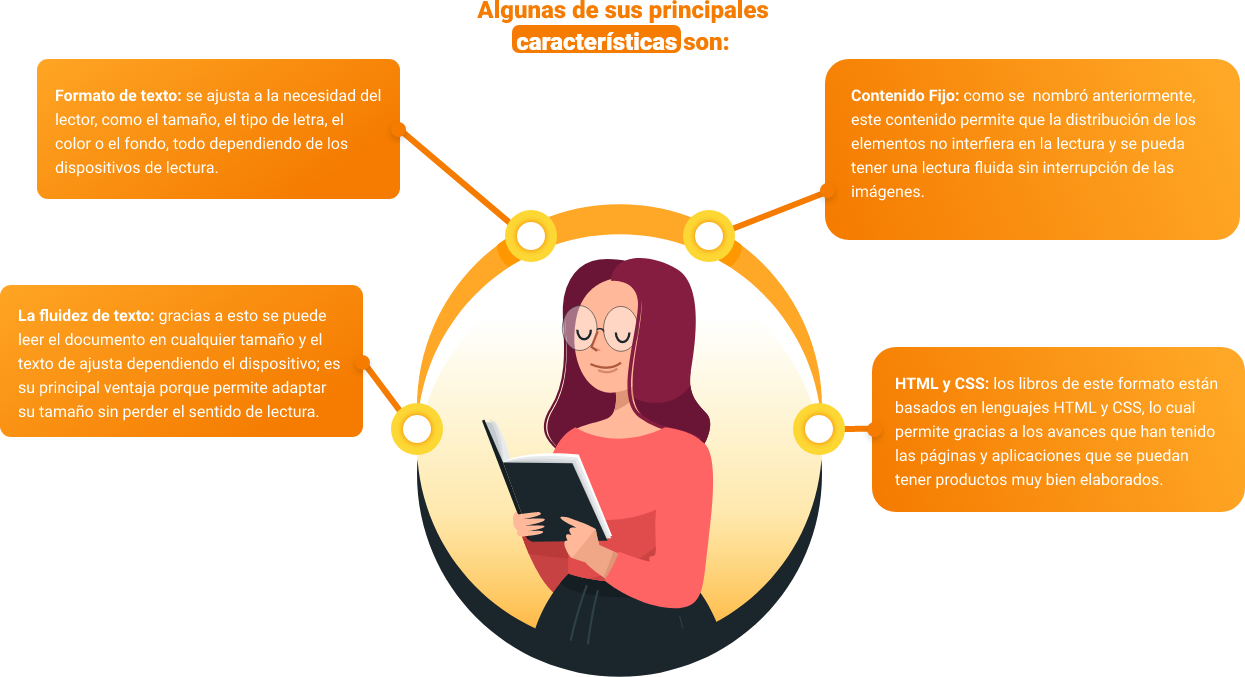 Algunas de sus principales
características son:
Formato de texto: se ajusta a la necesidad del
lector, como el tamaño, el tipo de letra, el
color o el fondo, todo dependiendo de los
dispositivos de lectura.
Contenido Fijo: como se nombró anteriormente,
este contenido permite que la distribución de los
elementos no interfiera en la lectura y se pueda
tener una lectura fluida sin interrupción de las
imágenes.
La fluidez de texto: gracias a esto se puede
leer el documento en cualquier tamaño y el
texto de ajusta dependiendo el dispositivo; es
su principal ventaja porque permite adaptar
su tamaño sin perder el sentido de lectura.
HTML y CSS: los libros de este formato están
basados en lenguajes HTML y CSS, lo cual
permite gracias a los avances que han tenido
las páginas y aplicaciones que se puedan
tener productos muy bien elaborados.